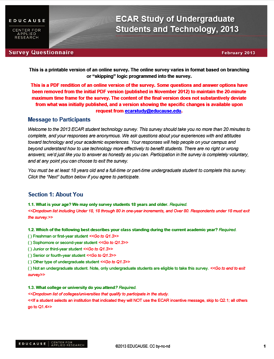 EDUCAUSE
CENTER FOR
APPLIED
RESEARCH
ECAR Study of Undergraduate
Students and Technology, 2013
Survey Questionnaire
February 2013
This is a printable version of an online survey. The online survey varies in format based on branching
or "skipping" logic programmed into the survey.
This is a PDF rendition of an online version of the survey. Some questions and answer options have
been removed from the initial PDF version (published in November 2012) to maintain the 20-minute
maximum time frame for the survey. The content of the final version does not substantively deviate
from what was initially published, and a version showing the specific changes is available upon
request from ecarstudy@educause.edu.
Message to Participants
Welcome to the 2013 ECAR student technology survey. This survey should take you no more than 20 minutes to
complete, and your responses are anonymous. We ask questions about your experiences with and attitudes
toward technology and your academic experiences. Your responses will help people on your campus and
beyond understand how to use technology more effectively to benefit students. There are no right or wrong
answers; we'd just like you to answer as honestly as you can. Participation in the survey is completely voluntary,
and at any point you can choose to exit the survey.
You must be at least 18 years old and a full-time or part-time undergraduate student to complete this survey.
Click the "Next" button below if you agree to participate.
Section 1: About You
1.1. What is your age? We may only survey students 18 years and older. Required.
<<Dropdown list including Under 18, 18 through 80 in one-year increments, and Over 80. Respondents under 18 must exit
the survey.>>
1.2. Which of the following best describes your class standing during the current academic year? Required.
( ) Freshman or first-year student <<Go to Q1.3>>
( ) Sophomore or second-year student <<Go to Q1.3>>
( ) Junior or third-year student <<Go to Q1.3>>
( ) Senior or fourth-year student <<Go to Q1.3>>
( ) Other type of undergraduate student <<Go to Q1.3>>
( ) Not an undergraduate student. Note, only undergraduate students are eligible to take this survey. <<Go to end to exit
survey>>
1.3. What college or university do you attend? Required.
<<Dropdown list of colleges/universities that qualify to participate in the study.
<<If a student selects an institution that indicated they will NOT use the ECAR incentive message, skip to Q2.1; all others
go to Q1.4>>
EDUCAUSE
CENTER FOR
APPLIED
RESEARCH
©2013 EDUCAUSE. CC by-nc-nd
1